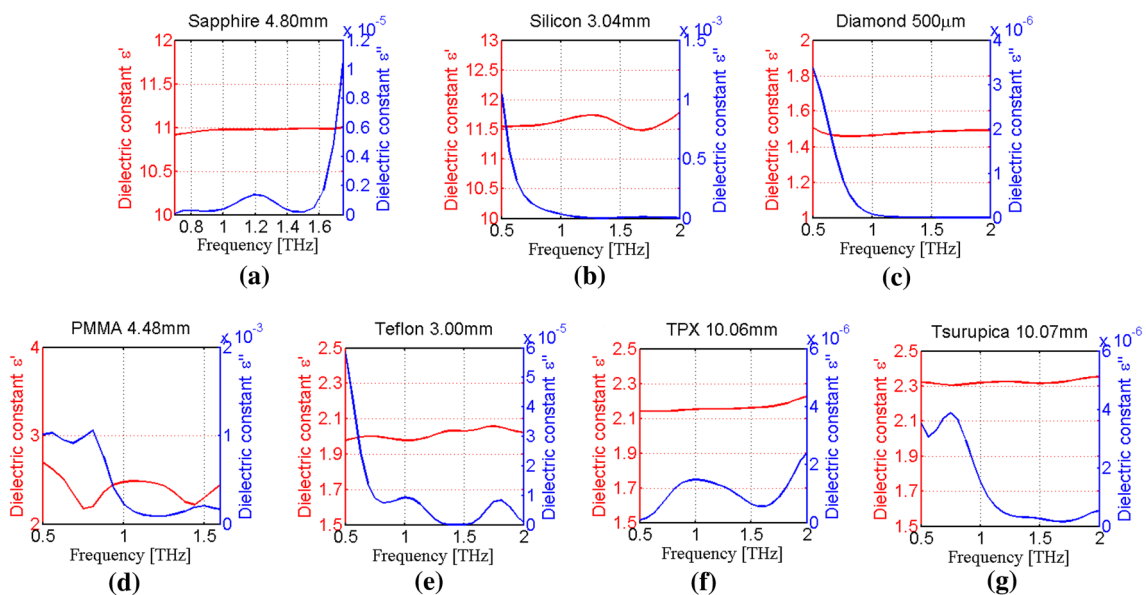 Sapphire 4.80mm
x 10⁻⁵
Dielectric constant ε'
12
11.5
11
10.5
10
0.8
1
1.2
1.4
1.6
1.2
1
0.8
0.6
0.4
0.2
0
Dielectric constant ε"
Frequency [THz]
(a)
Silicon 3.04mm
x 10⁻³
Dielectric constant ε'
13
12.5
12
11.5
11
10.5
10
0.5
1
1.5
2
1.5
1
0.5
0
Dielectric constant ε"
Frequency [THz]
(b)
Diamond 500μm
x 10⁻⁶
Dielectric constant ε'
2
1.8
1.6
1.4
1.2
1
0.5
1
1.5
2
4
3
2
1
0
Dielectric constant ε"
Frequency [THz]
(c)
PMMA 4.48mm
x 10⁻³
Dielectric constant ε'
4
3
2
0.5
1
1.5
2
1
0
Dielectric constant ε"
Frequency [THz]
(d)
Teflon 3.00mm
x 10⁻⁵
Dielectric constant ε'
2.5
2.3
2.1
1.9
1.7
1.5
0.5
1
1.5
2
6
5
4
3
2
1
0
Dielectric constant ε"
Frequency [THz]
(e)
TPX 10.06mm
x 10⁻⁶
Dielectric constant ε'
2.5
2.3
2.1
1.9
1.7
1.5
0.5
1
1.5
2
6
4
2
0
Dielectric constant ε"
Frequency [THz]
(f)
Tsurupica 10.07mm
x 10⁻⁶
Dielectric constant ε'
2.5
2.3
2.1
1.9
1.7
1.5
0.5
1
1.5
2
6
4
2
0
Dielectric constant ε"
Frequency [THz]
(g)